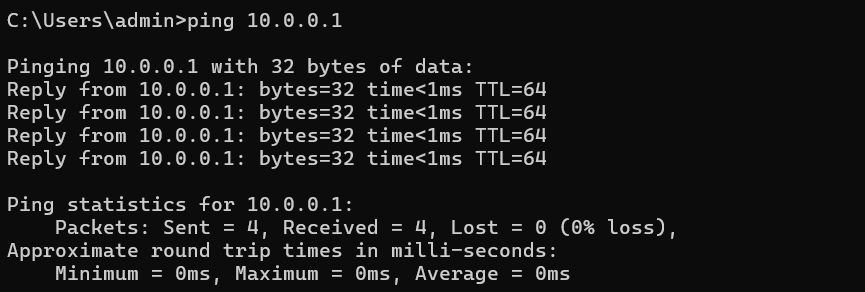 C:\Users\admin>ping 10.0.0.1
Pinging 10.0.0.1 with 32 bytes of data:
Reply from 10.0.0.1: bytes=32 time<1ms TTL=64
Reply from 10.0.0.1: bytes=32 time<1ms TTL=64
Reply from 10.0.0.1: bytes=32 time<1ms TTL=64
Reply from 10.0.0.1: bytes=32 time<1ms TTL=64
Ping statistics for 10.0.0.1:
    Packets: Sent = 4, Received = 4, Lost = 0 (0% loss),
Approximate round trip times in milli-seconds:
    Minimum = 0ms, Maximum = 0ms, Average = 0ms